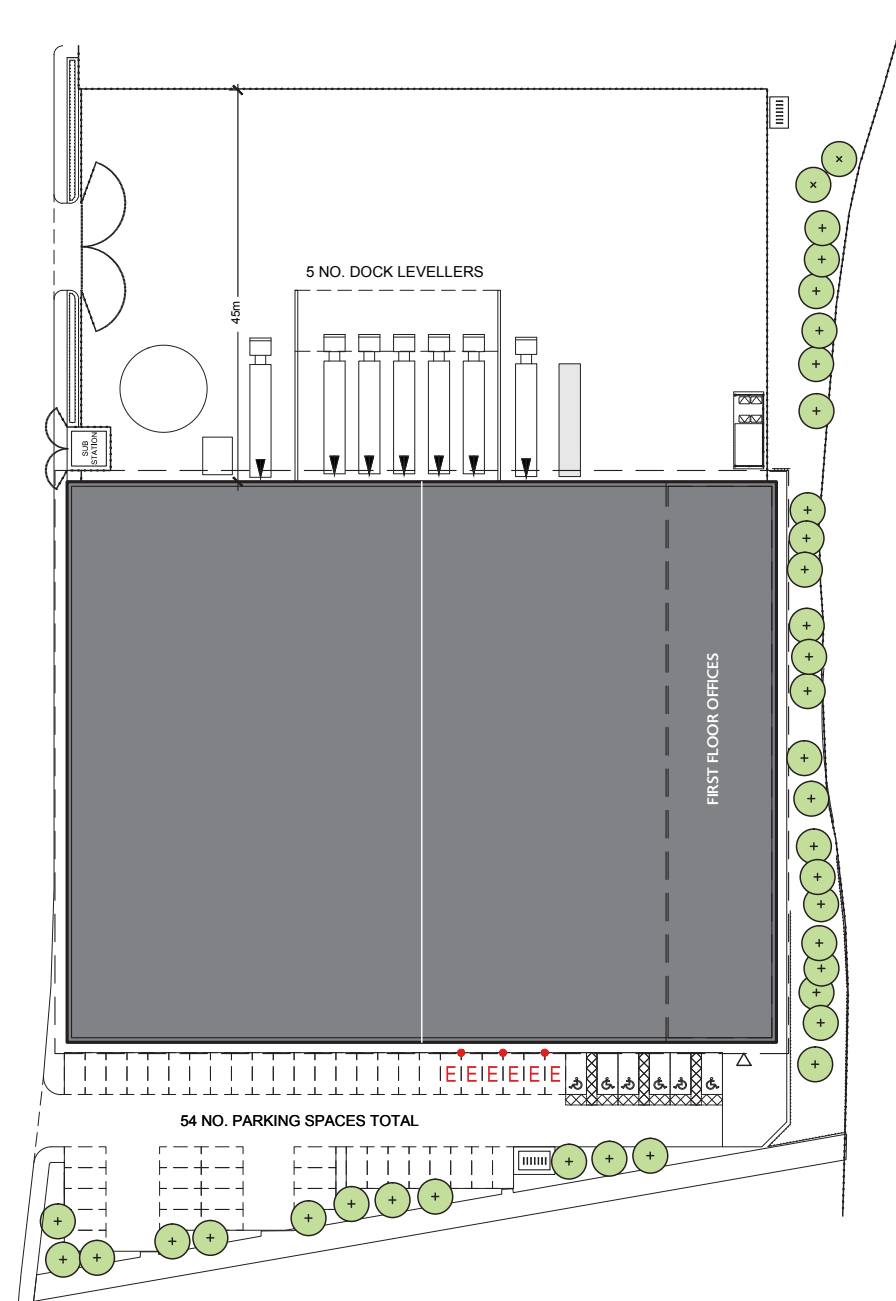 5 NO. DOCK LEVELLERS
45m
SUB
STATION
FIRST FLOOR OFFICES
E E E E E E
54 NO. PARKING SPACES TOTAL